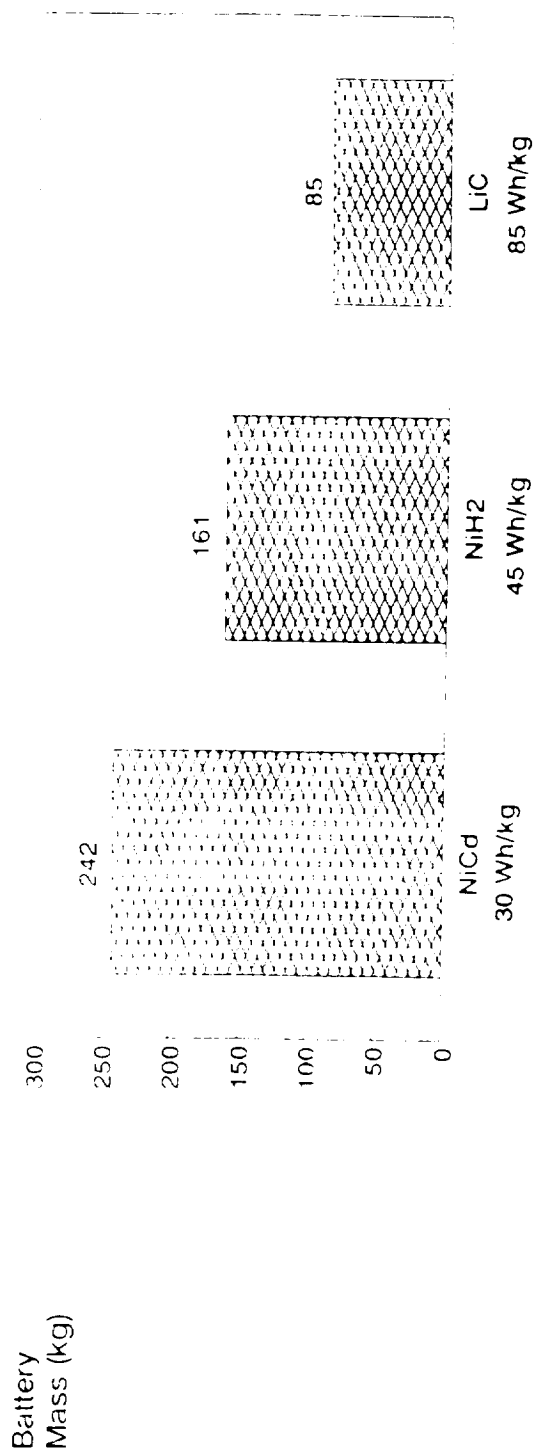 Battery
Mass (kg)
300
250
200
150
100
50
0
242
161
85
NiCd
30 Wh/kg
NiH2
45 Wh/kg
LiC
85 Wh/kg